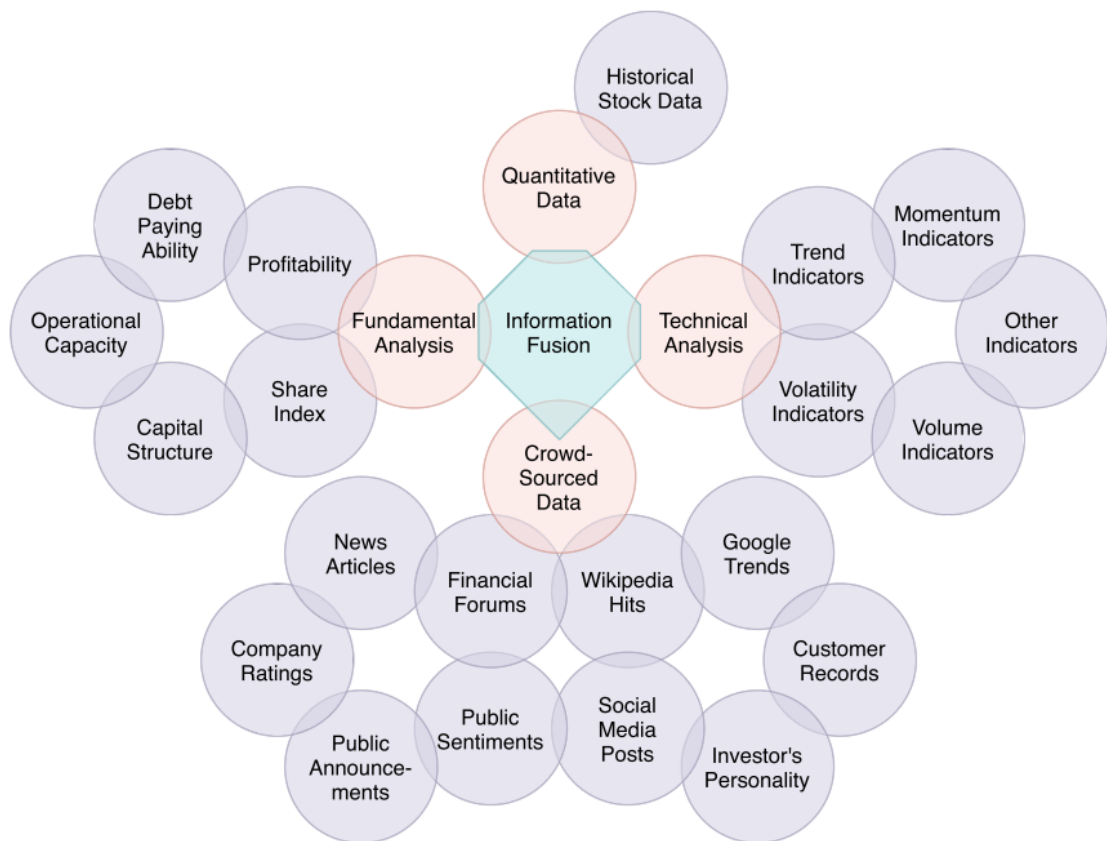 Historical
Stock Data
Quantitative
Data
Debt
Paying
Ability
Profitability
Momentum
Indicators
Trend
Indicators
Operational
Capacity
Fundamental
Analysis
Information
Fusion
Technical
Analysis
Other
Indicators
Share
Index
Volatility
Indicators
Capital
Structure
Volume
Indicators
Crowd-
Sourced
Data
News
Articles
Financial
Forums
Wikipedia
Hits
Google
Trends
Company
Ratings
Customer
Records
Public
Announce-
ments
Public
Sentiments
Social
Media
Posts
Investor's
Personality